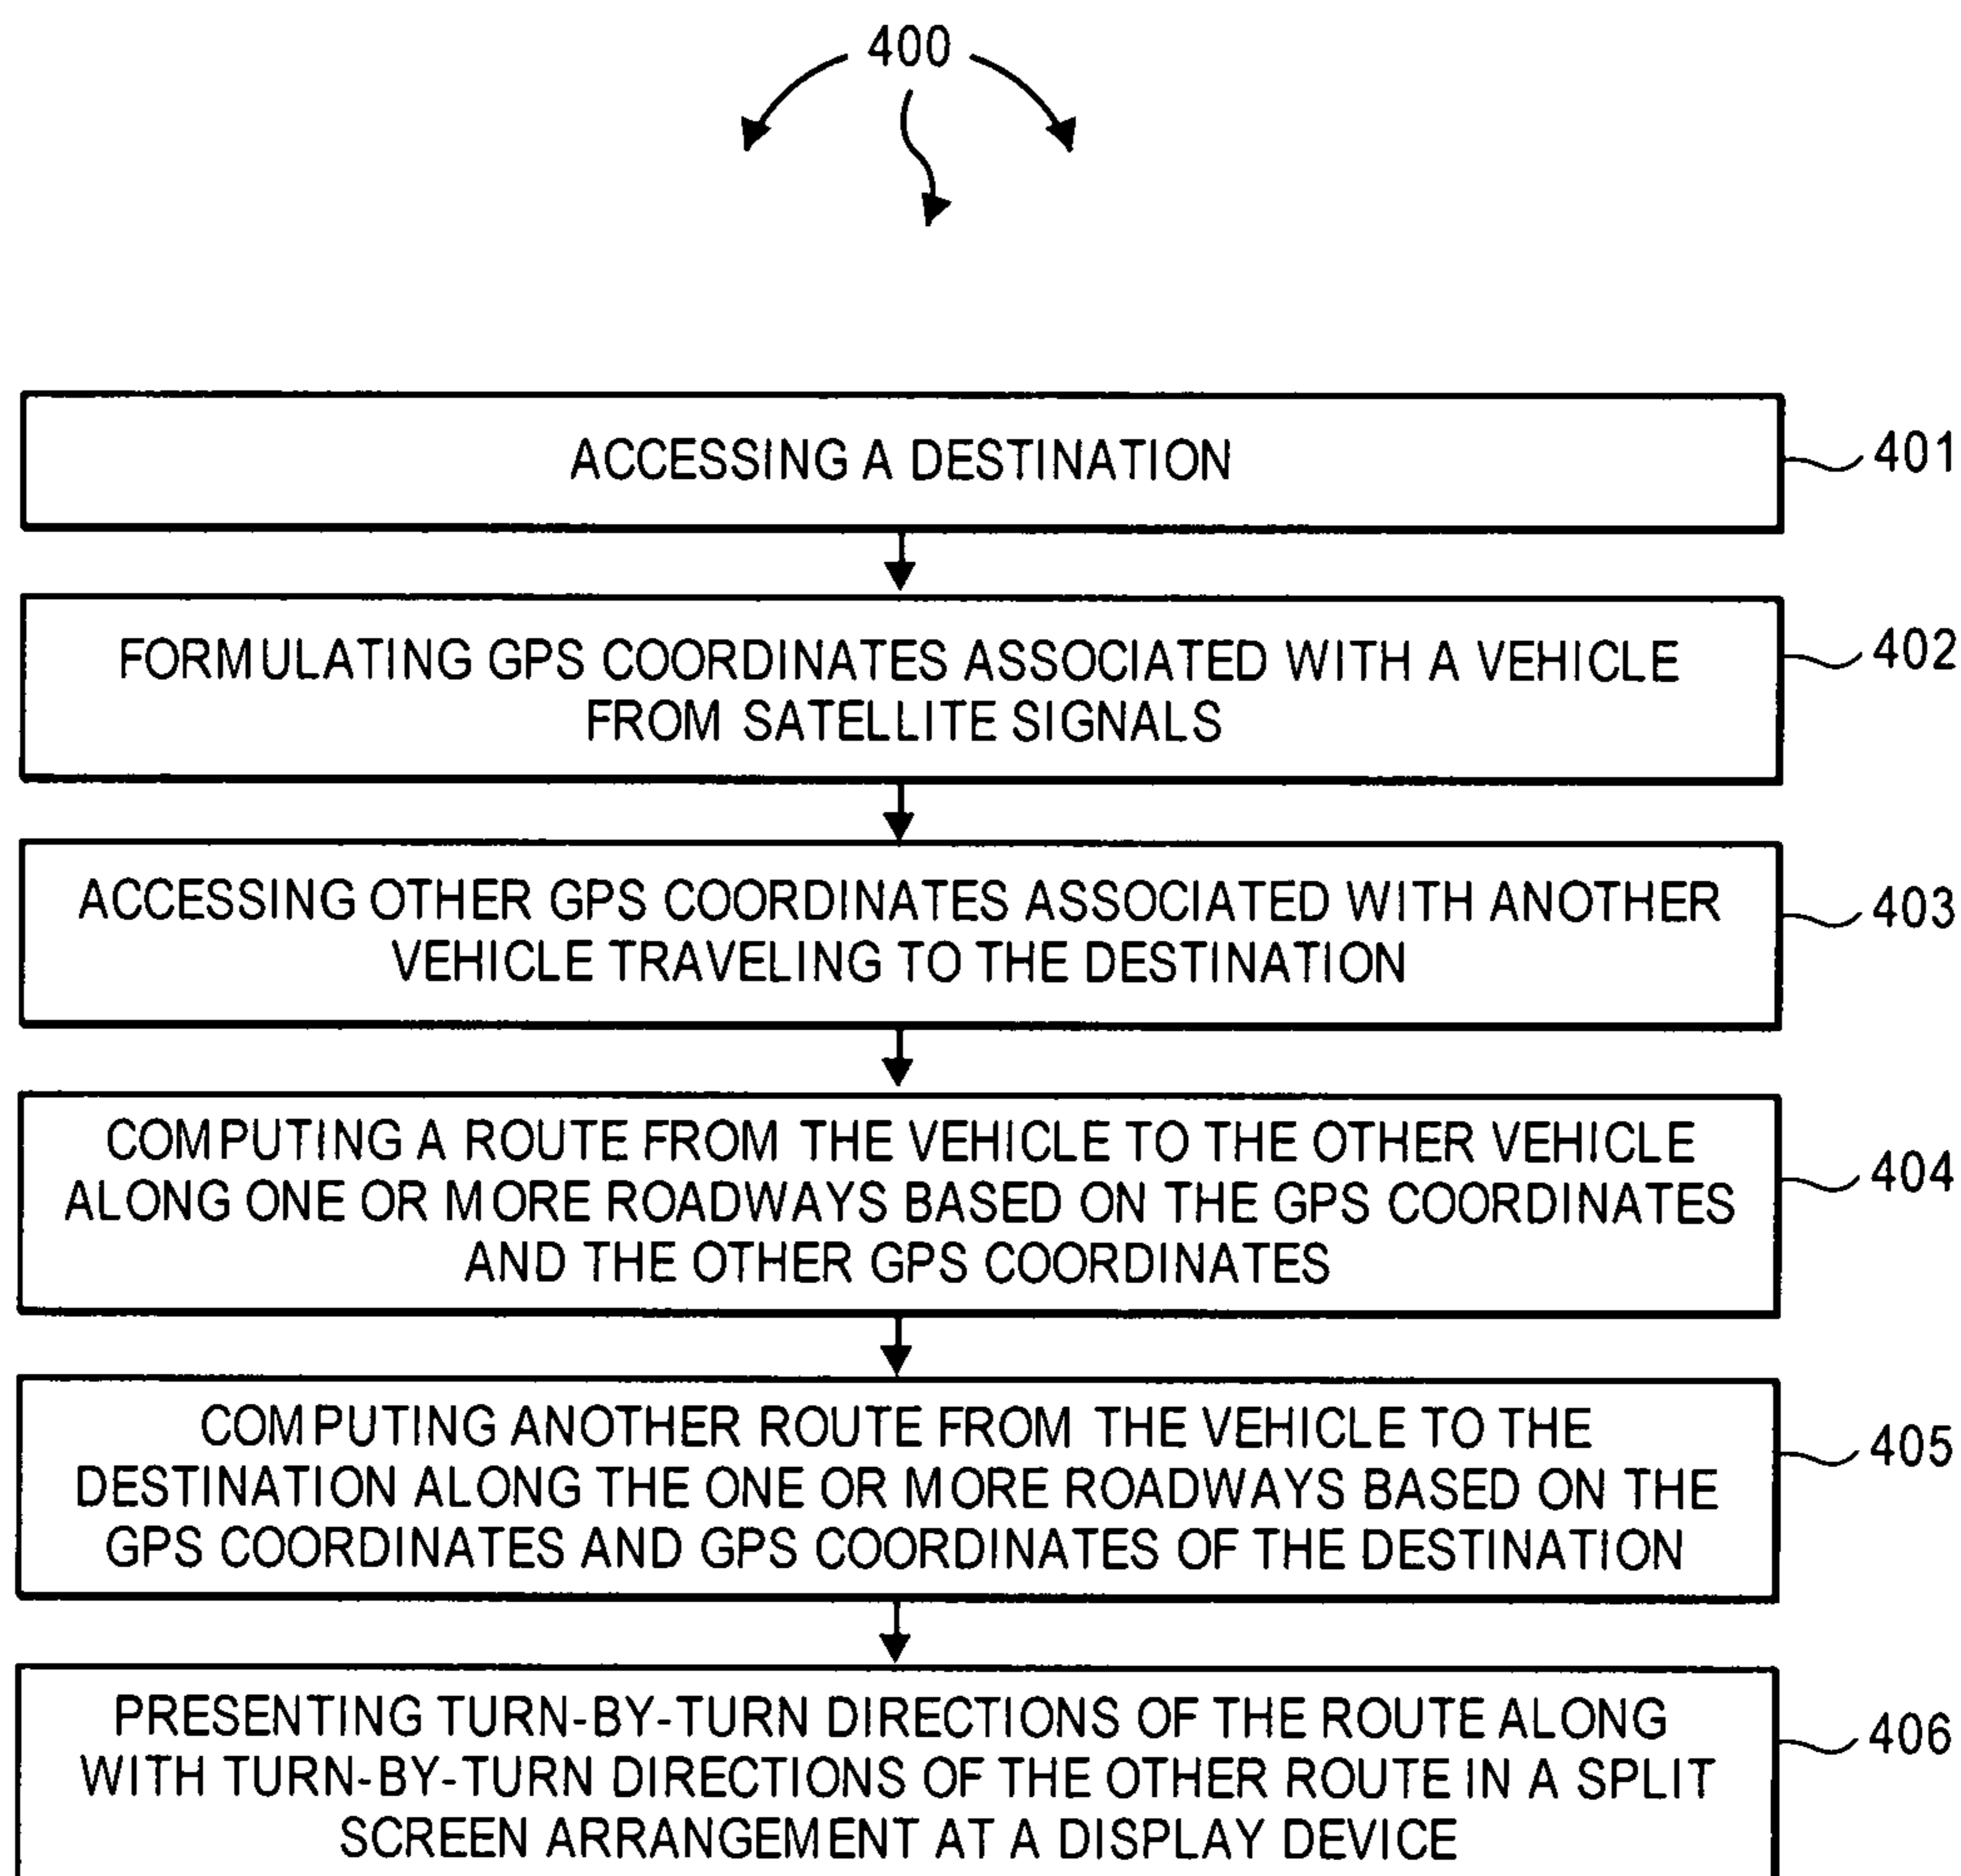 400
ACCESSING A DESTINATION
401
FORMULATING GPS COORDINATES ASSOCIATED WITH A VEHICLE
FROM SATELLITE SIGNALS
402
ACCESSING OTHER GPS COORDINATES ASSOCIATED WITH ANOTHER
VEHICLE TRAVELING TO THE DESTINATION
403
COMPUTING A ROUTE FROM THE VEHICLE TO THE OTHER VEHICLE
ALONG ONE OR MORE ROADWAYS BASED ON THE GPS COORDINATES
AND THE OTHER GPS COORDINATES
404
COMPUTING ANOTHER ROUTE FROM THE VEHICLE TO THE
DESTINATION ALONG THE ONE OR MORE ROADWAYS BASED ON THE
GPS COORDINATES AND GPS COORDINATES OF THE DESTINATION
405
PRESENTING TURN-BY-TURN DIRECTIONS OF THE ROUTE ALONG
WITH TURN-BY-TURN DIRECTIONS OF THE OTHER ROUTE IN A SPLIT
SCREEN ARRANGEMENT AT A DISPLAY DEVICE
406